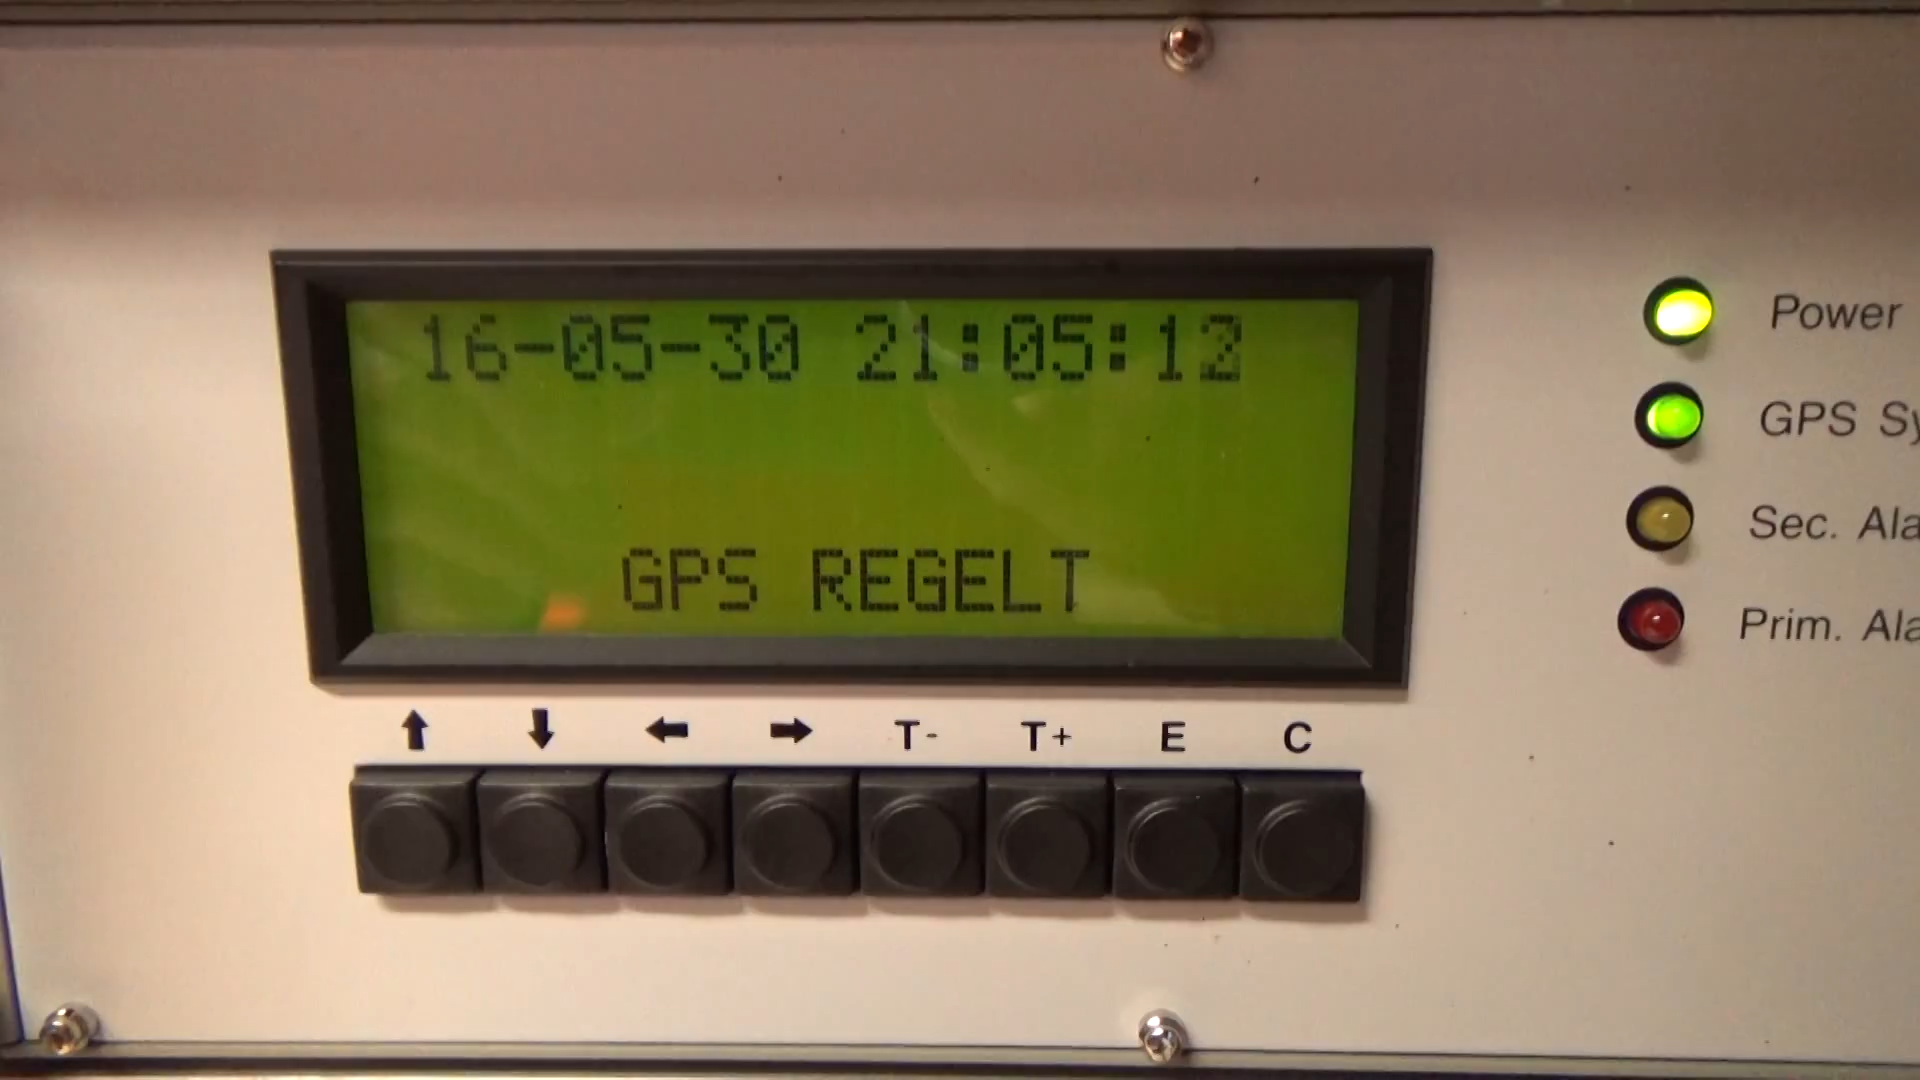 16-05-30 21:05:12
GPS REGELT
↑ ↓ ← → T- T+ E C
Power
GPS Sy
Sec. Ala
Prim. Ala